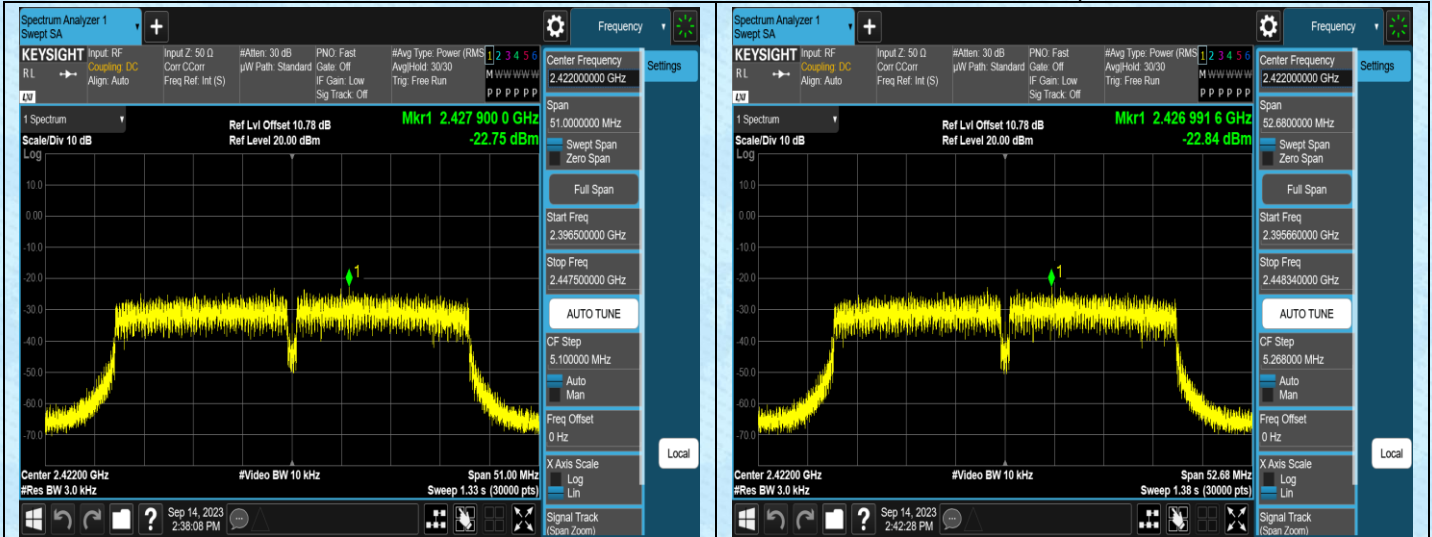 Spectrum Analyzer 1
Swept SA
Frequency
KEYSIGHT
R L
LXI
Input: RF
Coupling: DC
Align: Auto
Input Z: 50 Ω
Corr CCorr
Freq Ref: Int (S)
#Atten: 30 dB
µW Path: Standard
PNO: Fast
Gate: Off
IF Gain: Low
Sig Track: Off
#Avg Type: Power (RMS
Avg|Hold: 30/30
Trig: Free Run
1 2 3 4 5 6
M W W W W W
P P P P P P
1 Spectrum
Scale/Div 10 dB
Ref Lvl Offset 10.78 dB
Ref Level 20.00 dBm
Mkr1 2.427 900 0 GHz
-22.75 dBm
Log
10.0
0.00
-10.0
-20.0
-30.0
-40.0
-50.0
-60.0
-70.0
1
Center 2.42200 GHz
#Res BW 3.0 kHz
#Video BW 10 kHz
Span 51.00 MHz
Sweep 1.33 s (30000 pts)
Sep 14, 2023
2:38:08 PM
Center Frequency
2.422000000 GHz
Settings
Span
51.0000000 MHz
Swept Span
Zero Span
Full Span
Start Freq
2.396500000 GHz
Stop Freq
2.447500000 GHz
AUTO TUNE
CF Step
5.100000 MHz
Auto
Man
Freq Offset
0 Hz
Local
X Axis Scale
Log
Lin
Signal Track
(Span Zoom)
Spectrum Analyzer 1
Swept SA
Frequency
KEYSIGHT
R L
LXI
Input: RF
Coupling: DC
Align: Auto
Input Z: 50 Ω
Corr CCorr
Freq Ref: Int (S)
#Atten: 30 dB
µW Path: Standard
PNO: Fast
Gate: Off
IF Gain: Low
Sig Track: Off
#Avg Type: Power (RMS
Avg|Hold: 30/30
Trig: Free Run
1 2 3 4 5 6
M W W W W W
P P P P P P
1 Spectrum
Scale/Div 10 dB
Ref Lvl Offset 10.78 dB
Ref Level 20.00 dBm
Mkr1 2.426 991 6 GHz
-22.84 dBm
Log
10.0
0.00
-10.0
-20.0
-30.0
-40.0
-50.0
-60.0
-70.0
1
Center 2.42200 GHz
#Res BW 3.0 kHz
#Video BW 10 kHz
Span 52.68 MHz
Sweep 1.38 s (30000 pts)
Sep 14, 2023
2:42:28 PM
Center Frequency
2.422000000 GHz
Settings
Span
52.6800000 MHz
Swept Span
Zero Span
Full Span
Start Freq
2.395660000 GHz
Stop Freq
2.448340000 GHz
AUTO TUNE
CF Step
5.268000 MHz
Auto
Man
Freq Offset
0 Hz
Local
X Axis Scale
Log
Lin
Signal Track
(Span Zoom)